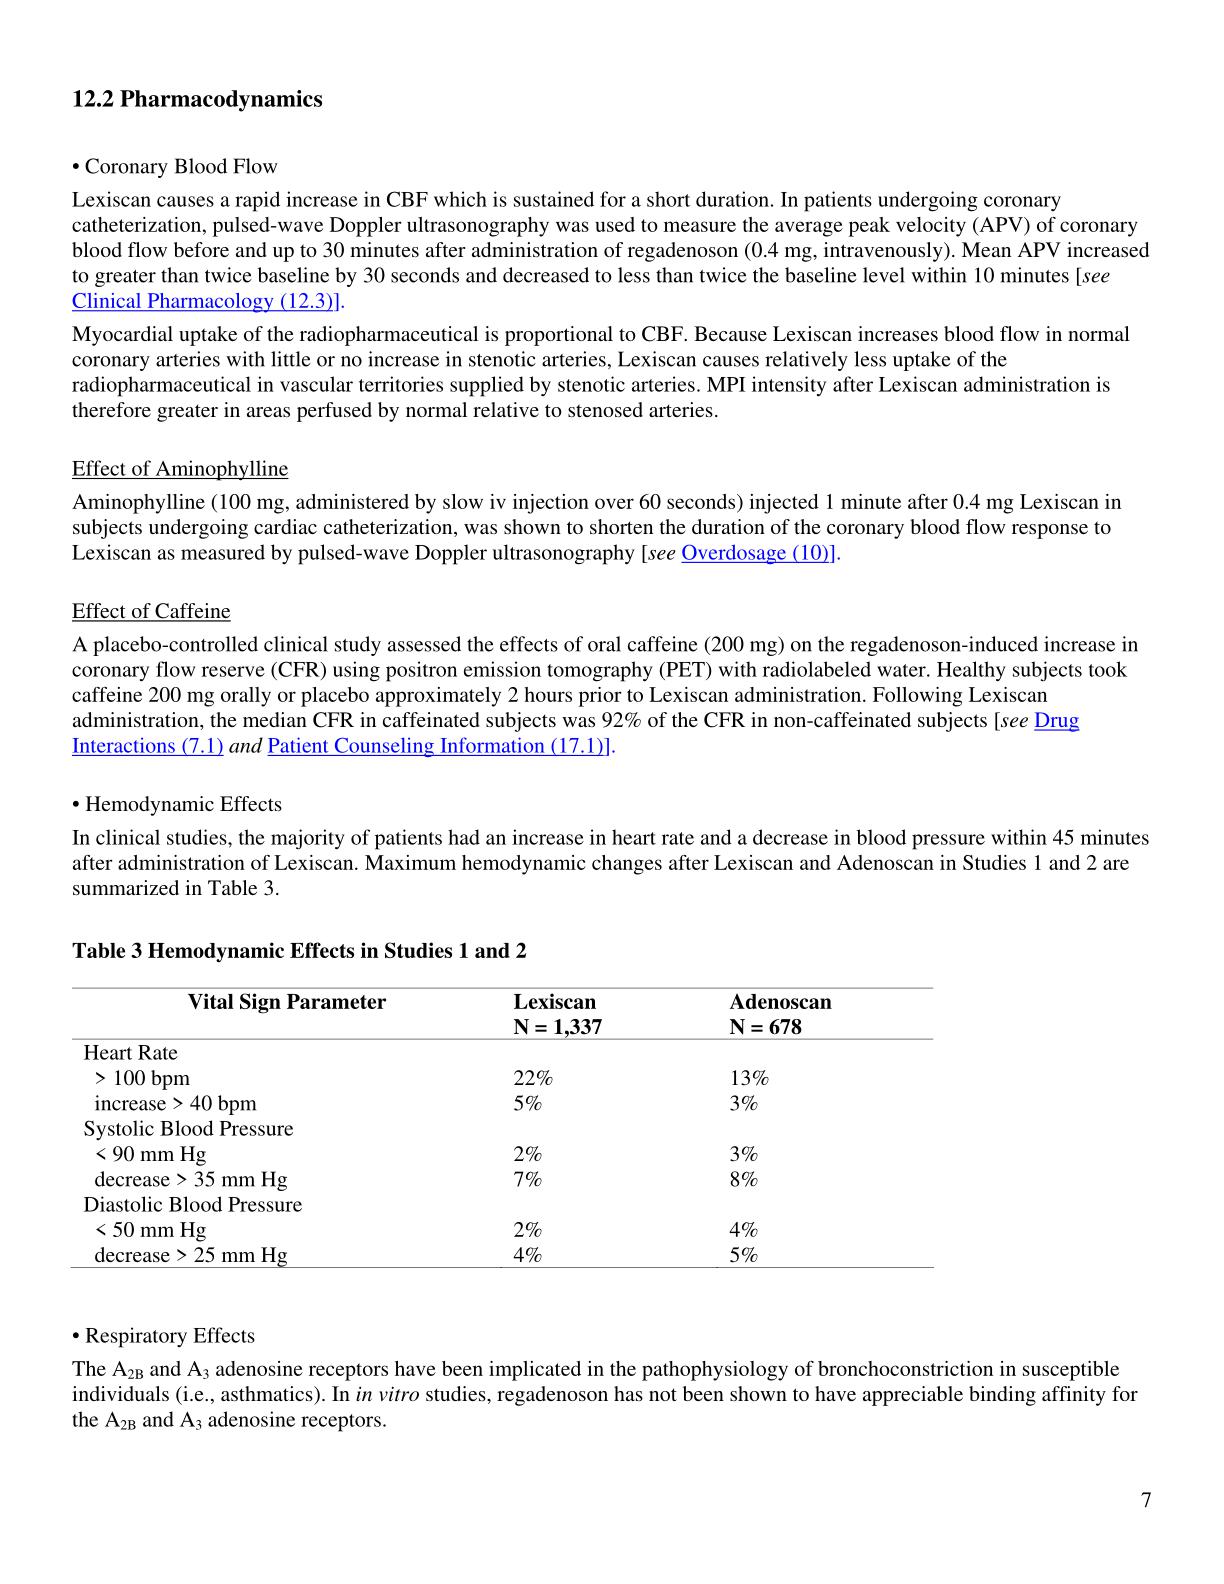 12.2 Pharmacodynamics
• Coronary Blood Flow
Lexiscan causes a rapid increase in CBF which is sustained for a short duration. In patients undergoing coronary
catheterization, pulsed-wave Doppler ultrasonography was used to measure the average peak velocity (APV) of coronary
blood flow before and up to 30 minutes after administration of regadenoson (0.4 mg, intravenously). Mean APV increased
to greater than twice baseline by 30 seconds and decreased to less than twice the baseline level within 10 minutes [see
Clinical Pharmacology (12.3)].
Myocardial uptake of the radiopharmaceutical is proportional to CBF. Because Lexiscan increases blood flow in normal
coronary arteries with little or no increase in stenotic arteries, Lexiscan causes relatively less uptake of the
radiopharmaceutical in vascular territories supplied by stenotic arteries. MPI intensity after Lexiscan administration is
therefore greater in areas perfused by normal relative to stenosed arteries.
Effect of Aminophylline
Aminophylline (100 mg, administered by slow iv injection over 60 seconds) injected 1 minute after 0.4 mg Lexiscan in
subjects undergoing cardiac catheterization, was shown to shorten the duration of the coronary blood flow response to
Lexiscan as measured by pulsed-wave Doppler ultrasonography [see Overdosage (10)].
Effect of Caffeine
A placebo-controlled clinical study assessed the effects of oral caffeine (200 mg) on the regadenoson-induced increase in
coronary flow reserve (CFR) using positron emission tomography (PET) with radiolabeled water. Healthy subjects took
caffeine 200 mg orally or placebo approximately 2 hours prior to Lexiscan administration. Following Lexiscan
administration, the median CFR in caffeinated subjects was 92% of the CFR in non-caffeinated subjects [see Drug
Interactions (7.1) and Patient Counseling Information (17.1)].
• Hemodynamic Effects
In clinical studies, the majority of patients had an increase in heart rate and a decrease in blood pressure within 45 minutes
after administration of Lexiscan. Maximum hemodynamic changes after Lexiscan and Adenoscan in Studies 1 and 2 are
summarized in Table 3.
Table 3 Hemodynamic Effects in Studies 1 and 2
Vital Sign Parameter Lexiscan Adenoscan
N = 1,337 N = 678
Heart Rate
> 100 bpm 22% 13%
increase > 40 bpm 5% 3%
Systolic Blood Pressure
< 90 mm Hg 2% 3%
decrease > 35 mm Hg 7% 8%
Diastolic Blood Pressure
< 50 mm Hg 2% 4%
decrease > 25 mm Hg 4% 5%
• Respiratory Effects
The A2B and A3 adenosine receptors have been implicated in the pathophysiology of bronchoconstriction in susceptible
individuals (i.e., asthmatics). In in vitro studies, regadenoson has not been shown to have appreciable binding affinity for
the A2B and A3 adenosine receptors.
7